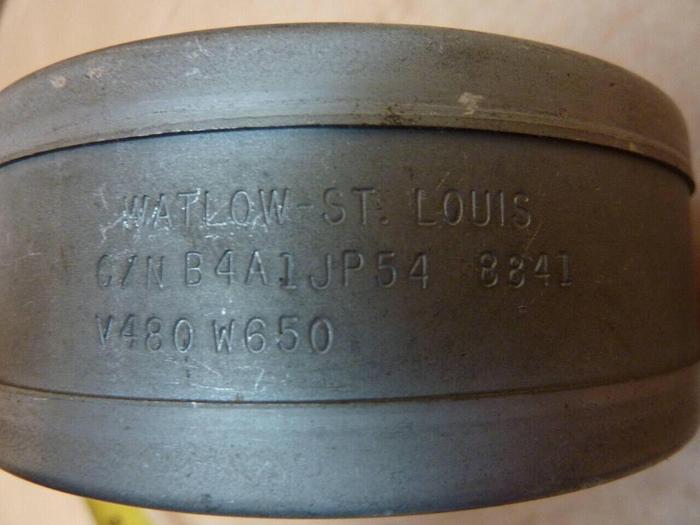 WATLOW-ST. LOUIS
C/N B4A1JP54 8841
V480 W650